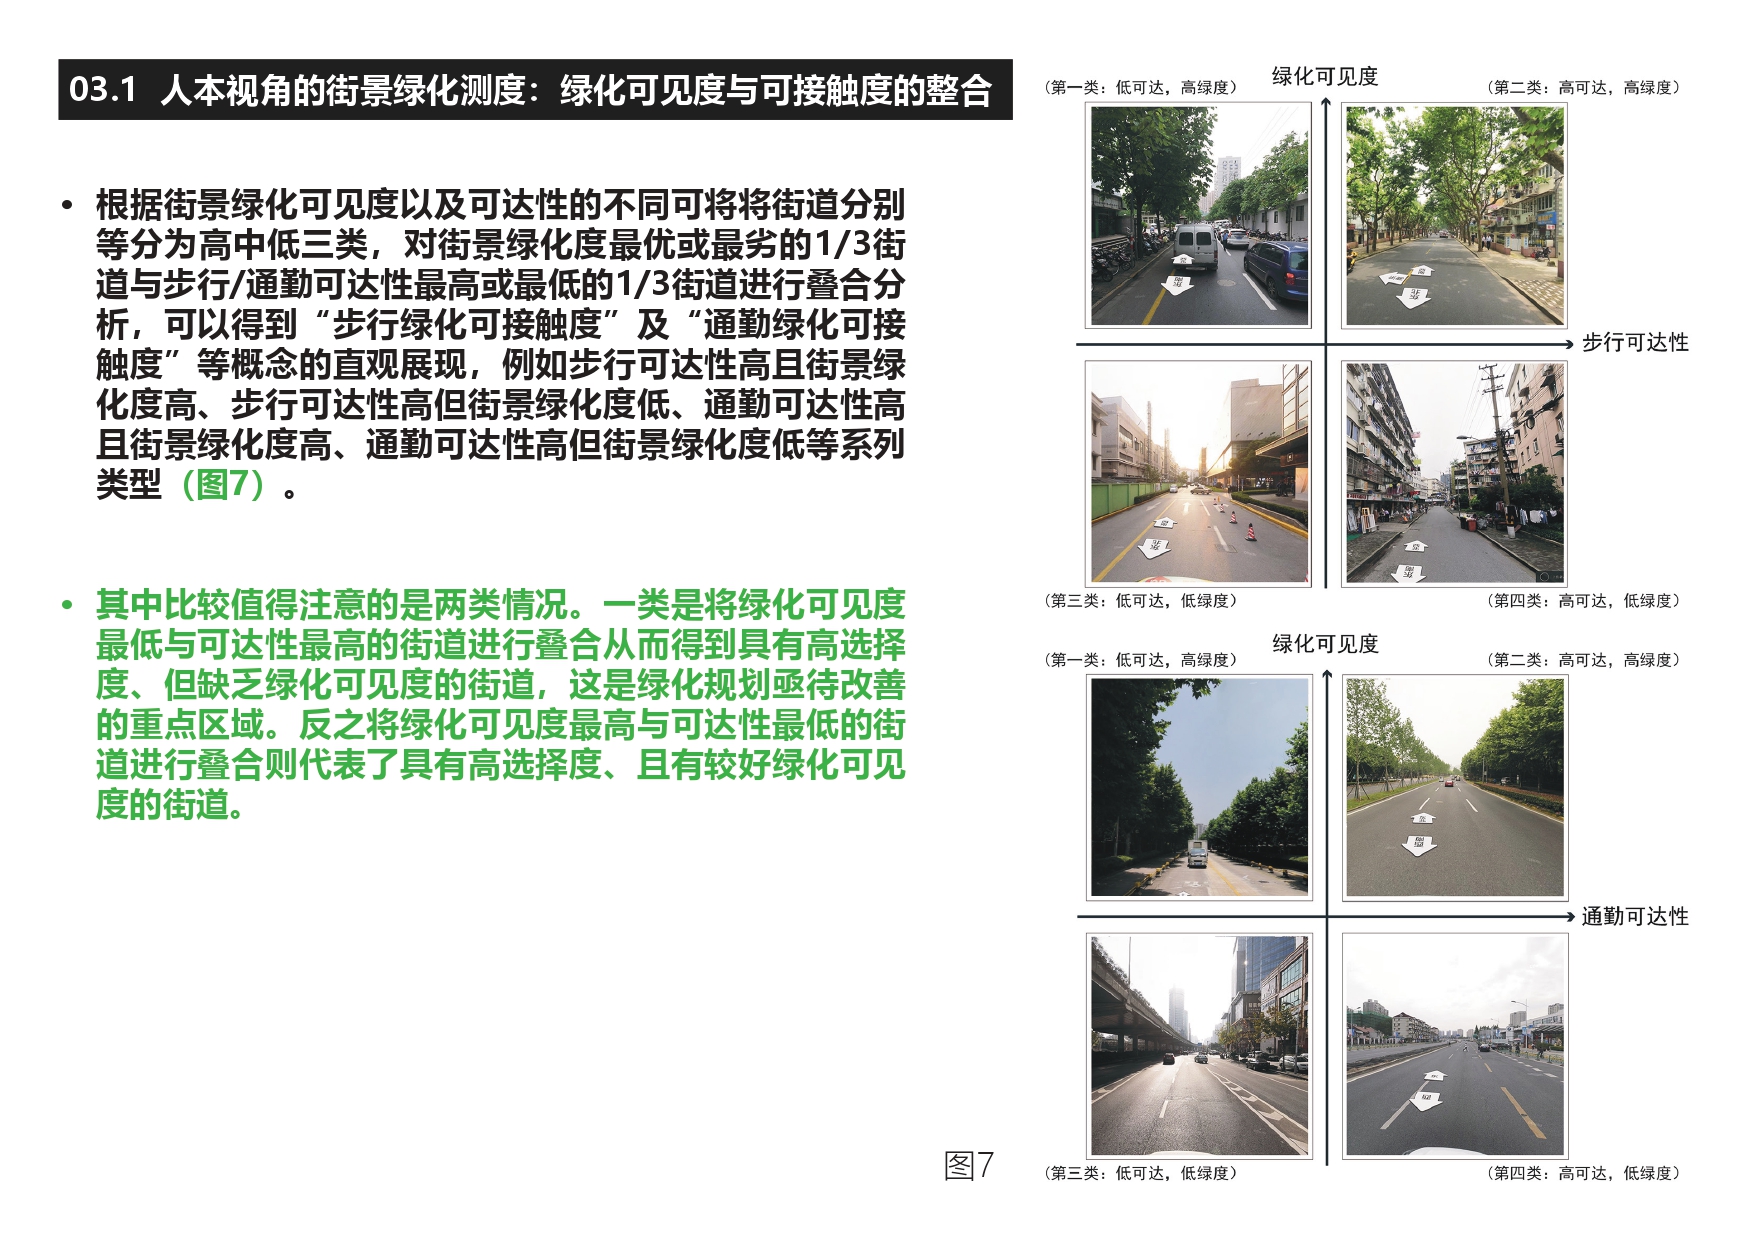 03.1 人本视角的街景绿化测度：绿化可见度与可接触度的整合
• 根据街景绿化可见度以及可达性的不同可将将街道分别
等分为高中低三类，对街景绿化度最优或最劣的1/3街
道与步行/通勤可达性最高或最低的1/3街道进行叠合分
析，可以得到“步行绿化可接触度”及“通勤绿化可接
触度”等概念的直观展现，例如步行可达性高且街景绿
化度高、步行可达性高但街景绿化度低、通勤可达性高
且街景绿化度高、通勤可达性高但街景绿化度低等系列
类型（图7）。
• 其中比较值得注意的是两类情况。一类是将绿化可见度
最低与可达性最高的街道进行叠合从而得到具有高选择
度、但缺乏绿化可见度的街道，这是绿化规划亟待改善
的重点区域。反之将绿化可见度最高与可达性最低的街
道进行叠合则代表了具有高选择度、且有较好绿化可见
度的街道。
图7
绿化可见度
（第一类：低可达，高绿度）
（第二类：高可达，高绿度）
步行可达性
（第三类：低可达，低绿度）
（第四类：高可达，低绿度）
绿化可见度
（第一类：低可达，高绿度）
（第二类：高可达，高绿度）
通勤可达性
（第三类：低可达，低绿度）
（第四类：高可达，低绿度）